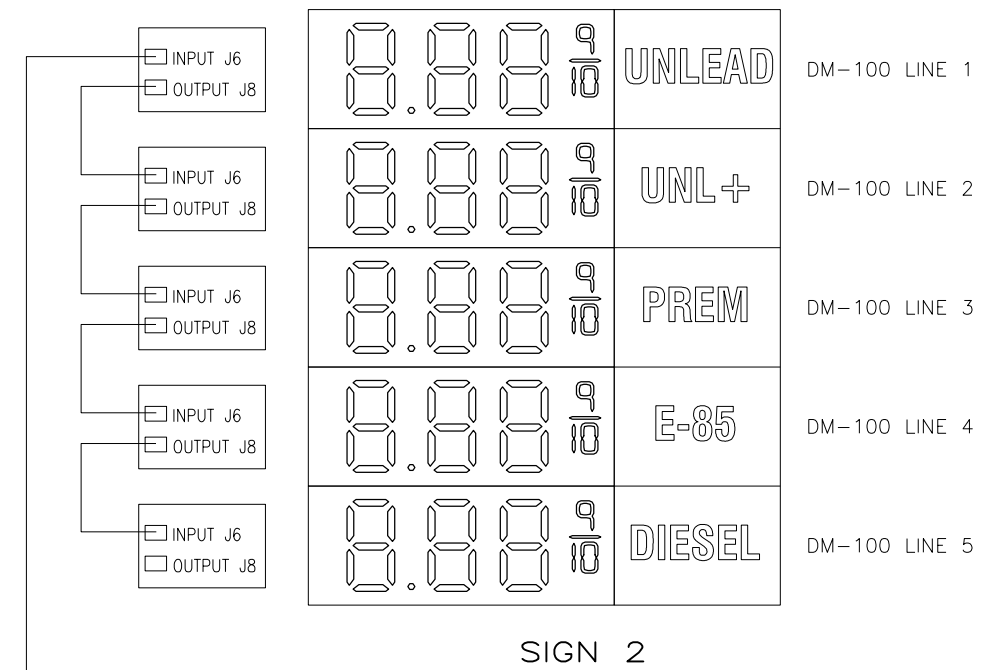 INPUT J6
OUTPUT J8
8.88 9/10 UNLEAD DM-100 LINE 1
INPUT J6
OUTPUT J8
8.88 9/10 UNL+ DM-100 LINE 2
INPUT J6
OUTPUT J8
8.88 9/10 PREM DM-100 LINE 3
INPUT J6
OUTPUT J8
8.88 9/10 E-85 DM-100 LINE 4
INPUT J6
OUTPUT J8
8.88 9/10 DIESEL DM-100 LINE 5
SIGN 2